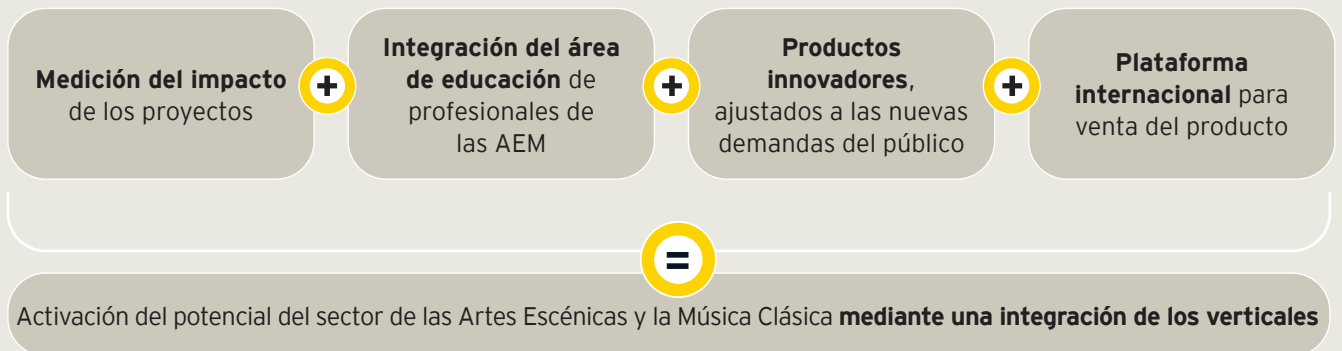 Medición del impacto
de los proyectos
+
Integración del área
de educación de
profesionales de
las AEM
+
Productos
innovadores,
ajustados a las nuevas
demandas del público
+
Plataforma
internacional para
venta del producto
=
Activación del potencial del sector de las Artes Escénicas y la Música Clásica mediante una integración de los verticales